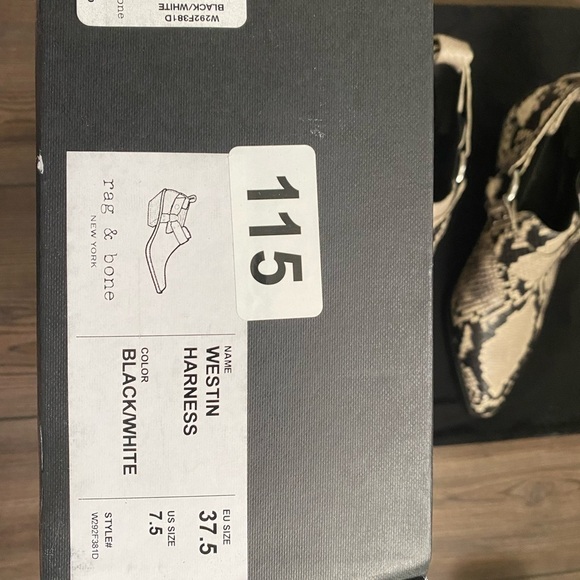 one
BLACK/WHITE
W292F381D
115
rag & bone
NEW YORK
NAME
WESTIN
HARNESS
COLOR
BLACK/WHITE
EU SIZE
37.5
US SIZE
7.5
STYLE#
W292F381D